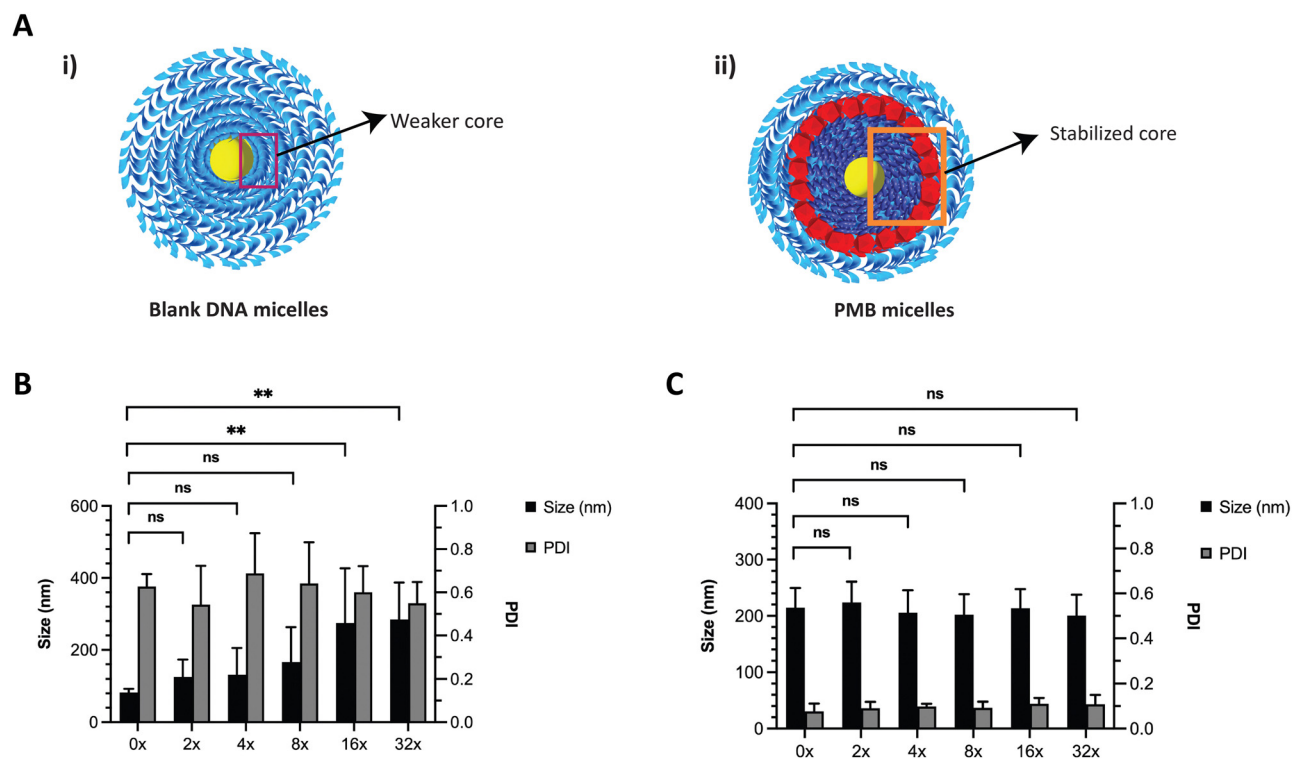 A
i)
Weaker core
Blank DNA micelles
ii)
Stabilized core
PMB micelles
B
**
**
ns
ns
ns
600
400
200
0
Size (nm)
1.0
0.8
0.6
0.4
0.2
0.0
PDI
0x 2x 4x 8x 16x 32x
Size (nm)
PDI
C
ns
ns
ns
ns
ns
400
300
200
100
0
Size (nm)
1.0
0.8
0.6
0.4
0.2
0.0
PDI
0x 2x 4x 8x 16x 32x
Size (nm)
PDI